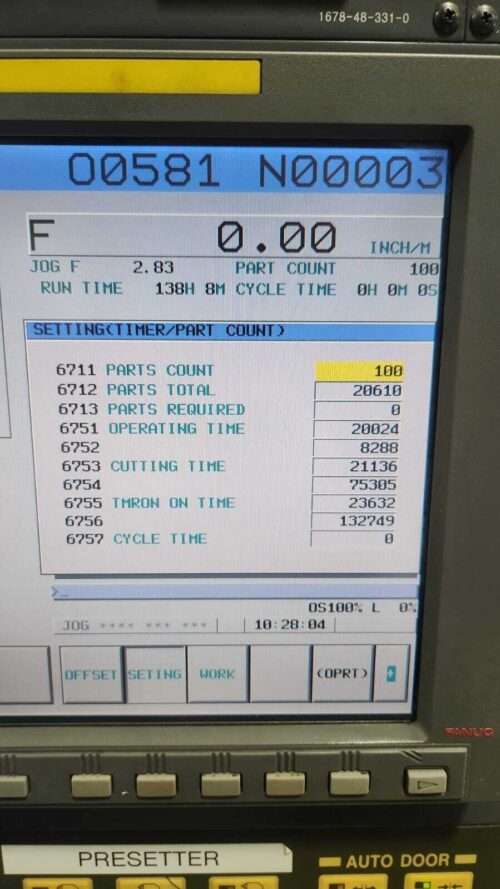 1678-48-331-0
O0581 N00003
F 0.00 INCH/M
JOG F 2.83 PART COUNT 100
RUN TIME 138H 8M CYCLE TIME 0H 0M 0S
SETTING(TIMER/PART COUNT)
6711 PARTS COUNT 100
6712 PARTS TOTAL 20610
6713 PARTS REQUIRED 0
6751 OPERATING TIME 20024
6752 8288
6753 CUTTING TIME 21136
6754 75305
6755 TMRON ON TIME 23632
6756 132749
6757 CYCLE TIME 0
>_
OS100% L 0%
JOG **** *** *** 10:28:04
OFFSET SETING WORK (OPRT) +
FANUC
PRESETTER
AUTO DOOR